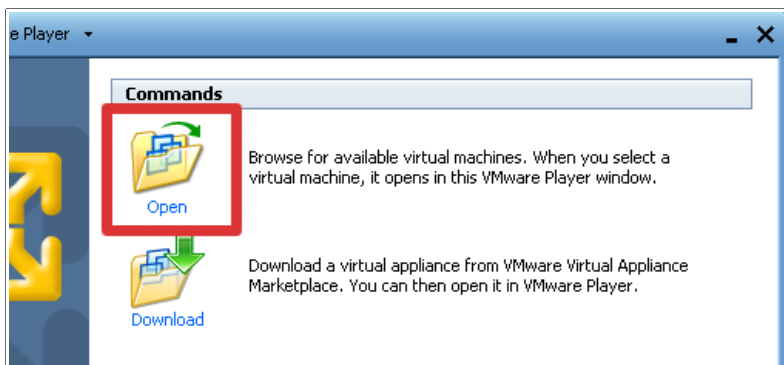 e Player
Commands
Browse for available virtual machines. When you select a
virtual machine, it opens in this VMware Player window.
Open
Download a virtual appliance from VMware Virtual Appliance
Marketplace. You can then open it in VMware Player.
Download